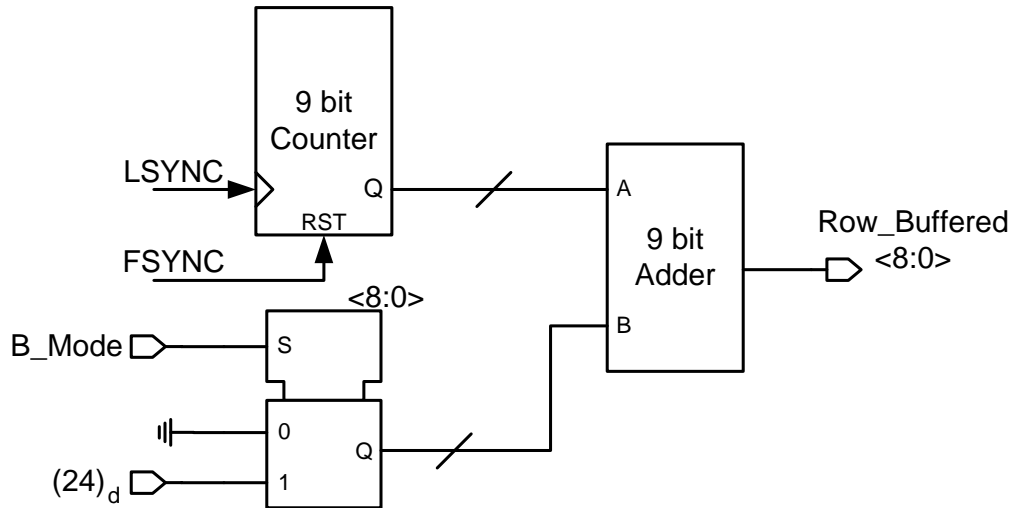 9 bit
Counter
LSYNC
Q
RST
FSYNC
A
9 bit
Adder
B
Row_Buffered
<8:0>
<8:0>
B_Mode
S
0
Q
(24)d
1